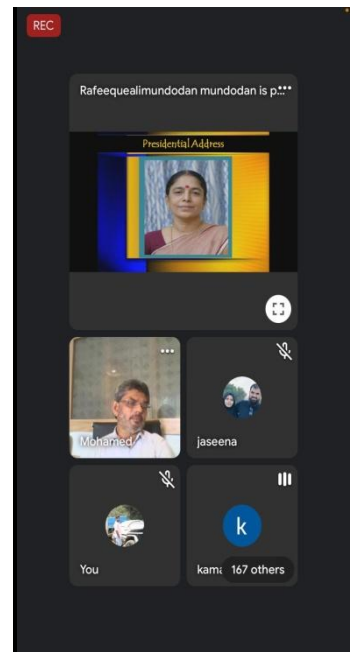 REC
Rafeequealimundodan mundodan is p...
Presidential Address
Mohamed
jaseena
You
k
kama
167 others